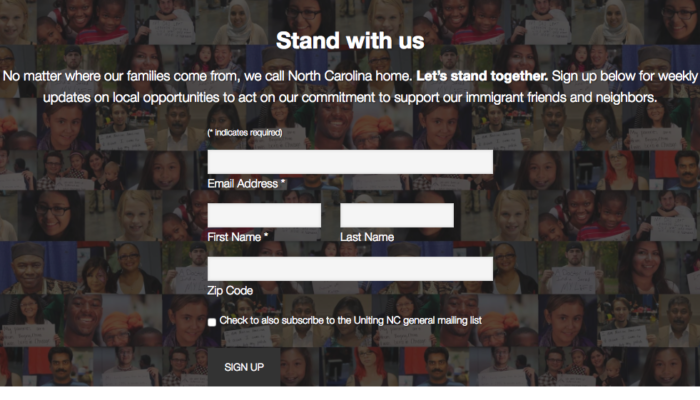 Stand with us
No matter where our families come from, we call North Carolina home. Let's stand together. Sign up below for weekly
updates on local opportunities to act on our commitment to support our immigrant friends and neighbors.
(* indicates required)
Email Address *
First Name *
Last Name
Zip Code
Check to also subscribe to the Uniting NC general mailing list
SIGN UP